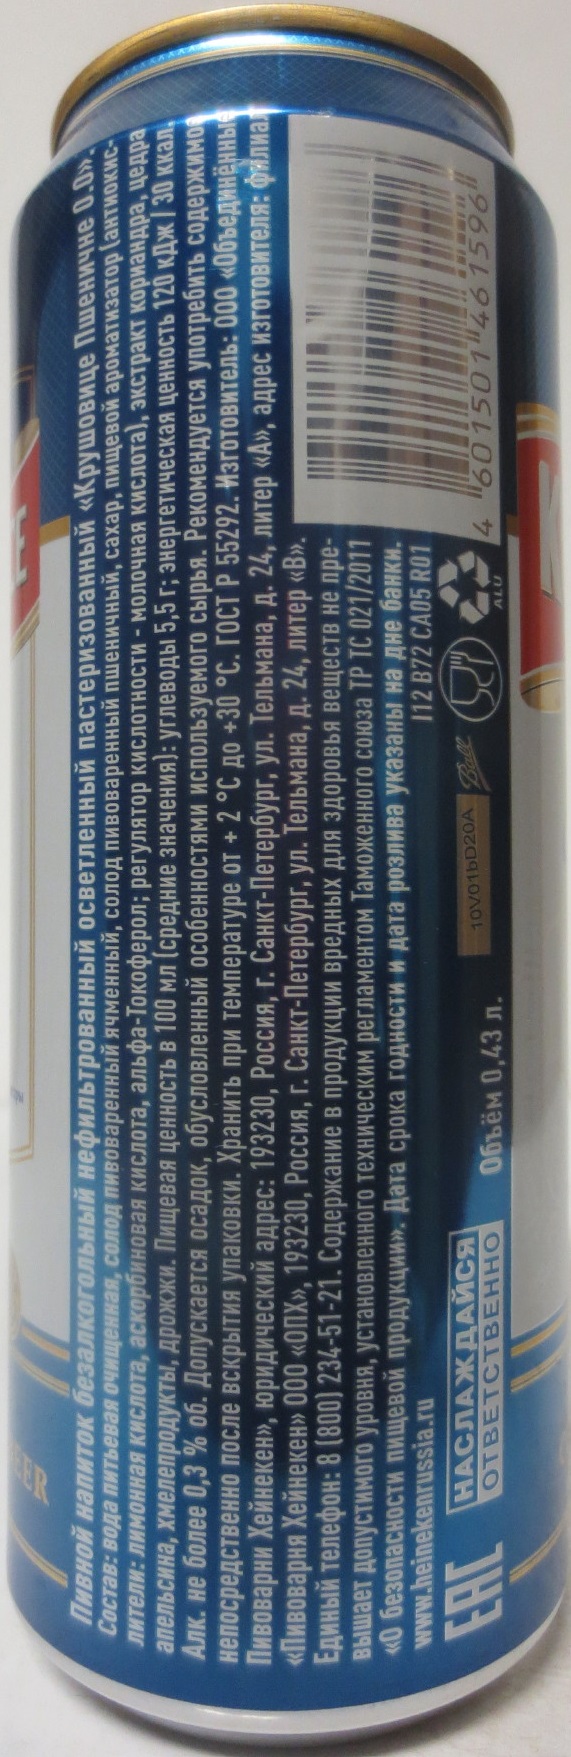 Пивной напиток безалкогольный нефильтрованный осветленный пастеризованный «Крушовице Пшеничне 0.0».
Состав: вода питьевая очищенная, солод пивоваренный ячменный, солод пивоваренный пшеничный, сахар, пищевой ароматизатор (антиокис-
лители: лимонная кислота, аскорбиновая кислота, альфа-Токоферол; регулятор кислотности - молочная кислота), экстракт кориандра, цедра
апельсина, хмелепродукты, дрожжи. Пищевая ценность в 100 мл (средние значения): углеводы 5,5 г; энергетическая ценность 120 кДж / 30 ккал.
Алк. не более 0,3 % об. Допускается осадок, обусловленный особенностями используемого сырья. Рекомендуется употребить содержимое
непосредственно после вскрытия упаковки. Хранить при температуре от + 2 °С до +30 °С. ГОСТ Р 55292. Изготовитель: ООО «Объединённые
Пивоварни Хейнекен», юридический адрес: 193230, Россия, г. Санкт-Петербург, ул. Тельмана, д. 24, литер «А», адрес изготовителя: филиал
«Пивоварня Хейнекен» ООО «ОПХ», 193230, Россия, г. Санкт-Петербург, ул. Тельмана, д. 24, литер «В».
Единый телефон: 8 (800) 234-51-21. Содержание в продукции вредных для здоровья веществ не пре-
вышает допустимого уровня, установленного техническим регламентом Таможенного союза ТР ТС 021/2011
«О безопасности пищевой продукции». Дата срока годности и дата розлива указаны на дне банки.
www.heinekenrussia.ru
I12 B72 CA05 R01
EAC
НАСЛАЖДАЙСЯ
ОТВЕТСТВЕННО
Объём 0,43 л.
10V01bD20A
Ball
ALU
4 601501 461596
EER
E
K